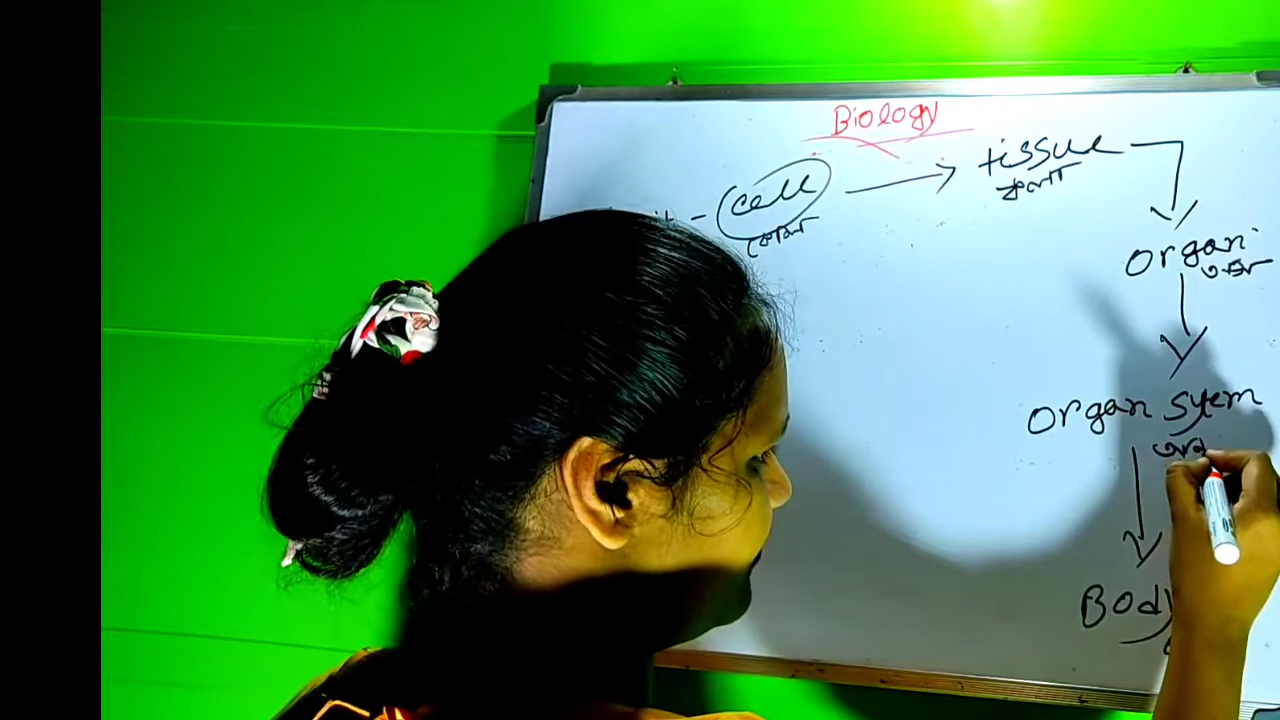 Biology
cell → tissue
কোষ কলা
Organ
অঙ্গ
Organ Sytem
Body